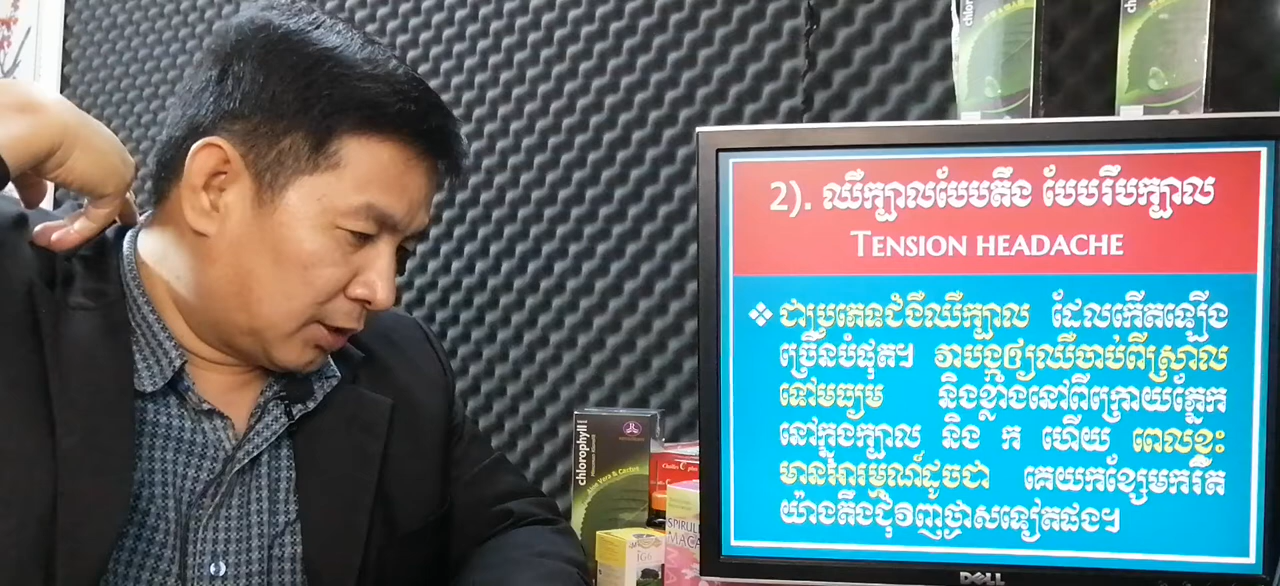 2). ឈឺក្បាលបែបតឹង បែបរឹបក្បាល
TENSION HEADACHE
❖ ជាប្រភេទជំងឺឈឺក្បាល ដែលកើតឡើង
ច្រើនបំផុត។ វាបង្កឲ្យឈឺចាប់ពីស្រាល
ទៅមធ្យម និងខ្លាំងនៅពីក្រោយភ្នែក
នៅក្នុងក្បាល និង ក ហើយ ពេលខ្លះ
មានអារម្មណ៍ដូចជា គេយកខ្សែមករឹត
យ៉ាងតឹងជុំវិញថ្ងាសទៀតផង។
DELL
chlorophyll
Aloe Vera & Cactus
SPIRUL
MACA